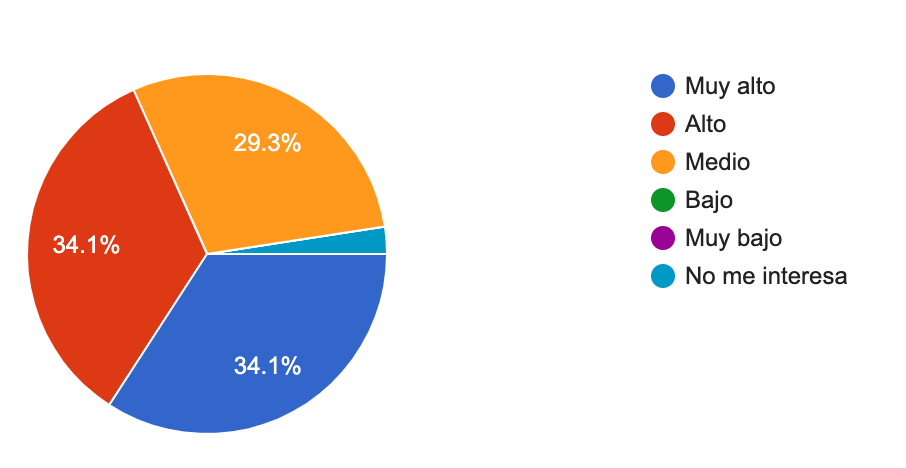 29.3%
34.1%
34.1%
Muy alto
Alto
Medio
Bajo
Muy bajo
No me interesa